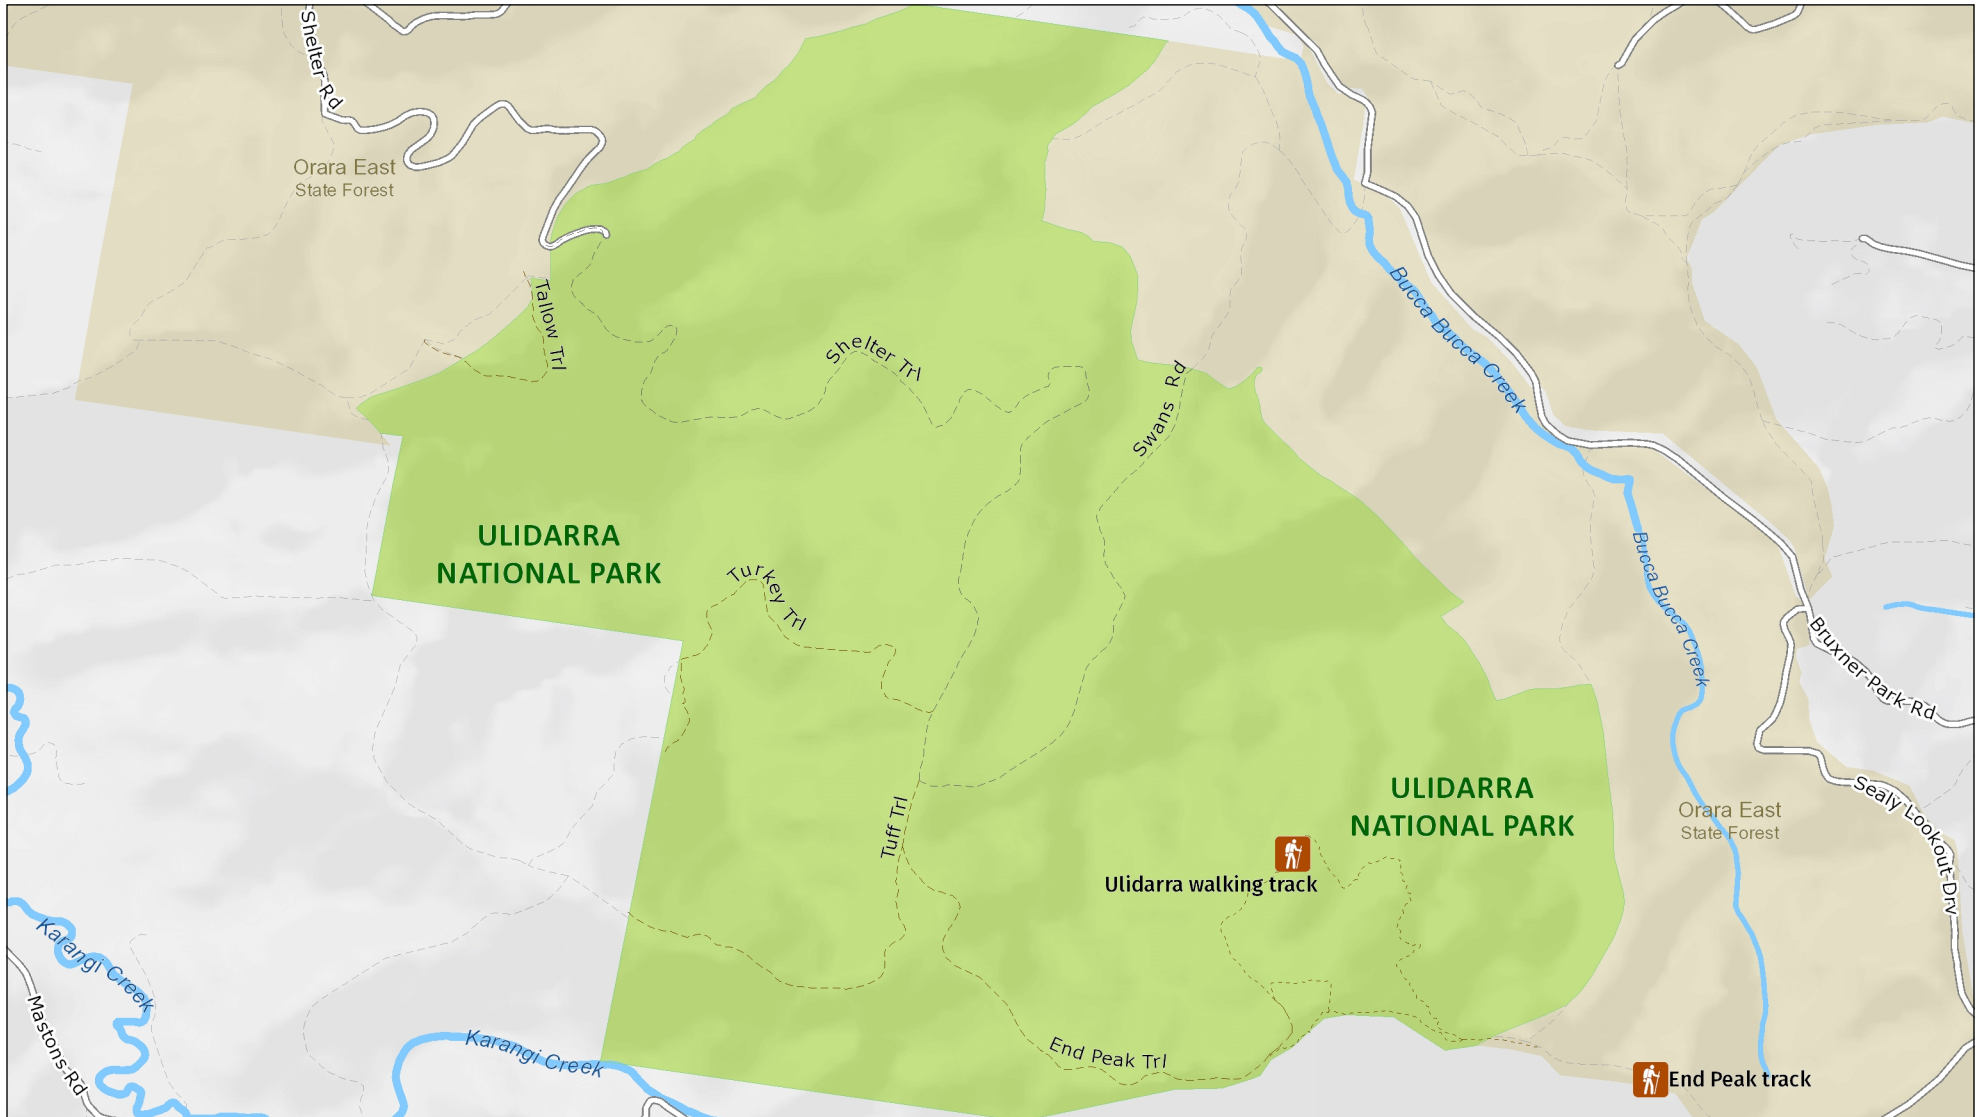 Shelter Rd
Orara East
State Forest
Tallow Trl
Shelter Trl
Swans Rd
Bucca Bucca Creek
ULIDARRA
NATIONAL PARK
Turkey Trl
Bucca Bucca Creek
Bruxner Park Rd
Tuff Trl
ULIDARRA
NATIONAL PARK
Orara East
State Forest
Sealy Lookout Drv
Ulidarra walking track
Karangi Creek
Mastons Rd
Karangi Creek
End Peak Trl
End Peak track